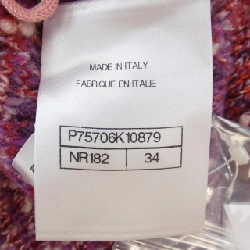 MADE IN ITALY
FABRIQUE EN ITALIE
P75706K10879
NR182 34